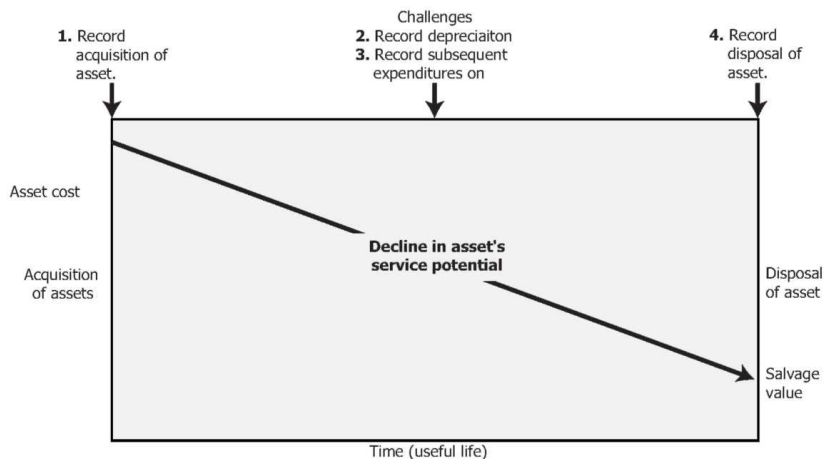 Challenges
1. Record
acquisition of
asset.
2. Record depreciaiton
3. Record subsequent
expenditures on
4. Record
disposal of
asset.
Asset cost
Decline in asset's
service potential
Acquisition
of assets
Disposal
of asset
Salvage
value
Time (useful life)